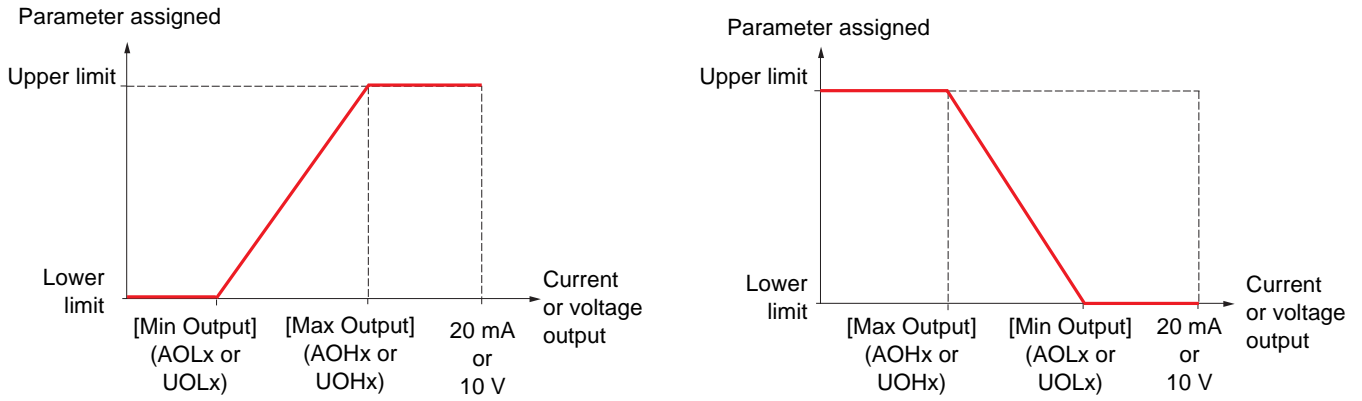 Parameter assigned
Upper limit
Lower
limit
[Min Output]
(AOLx or
UOLx)
[Max Output]
(AOHx or
UOHx)
20 mA
or
10 V
Current
or voltage
output
Parameter assigned
Upper limit
Lower
limit
[Max Output]
(AOHx or
UOHx)
[Min Output]
(AOLx or
UOLx)
20 mA
or
10 V
Current
or voltage
output